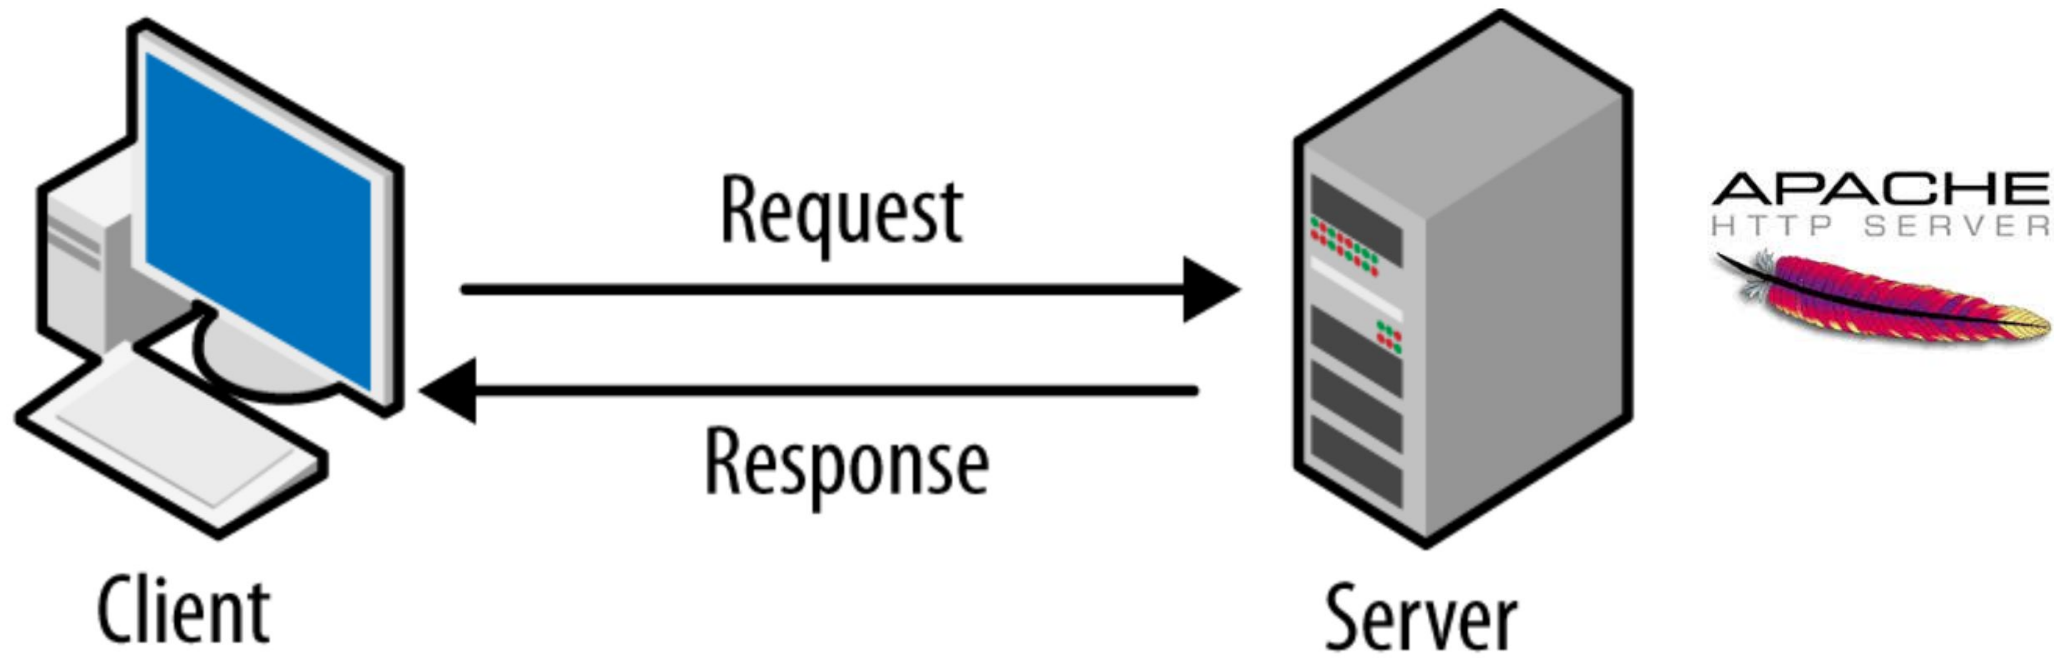 Request
APACHE
HTTP SERVER
Response
Client
Server